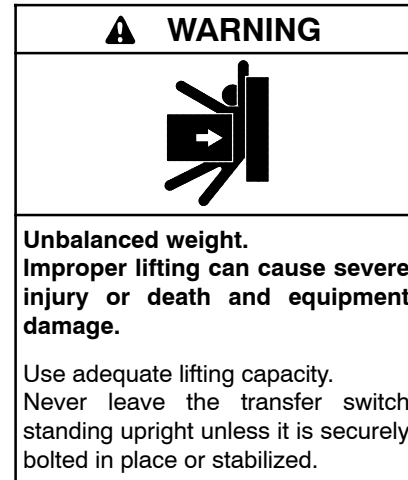 WARNING
Unbalanced weight.
Improper lifting can cause severe
injury or death and equipment
damage.
Use adequate lifting capacity.
Never leave the transfer switch
standing upright unless it is securely
bolted in place or stabilized.